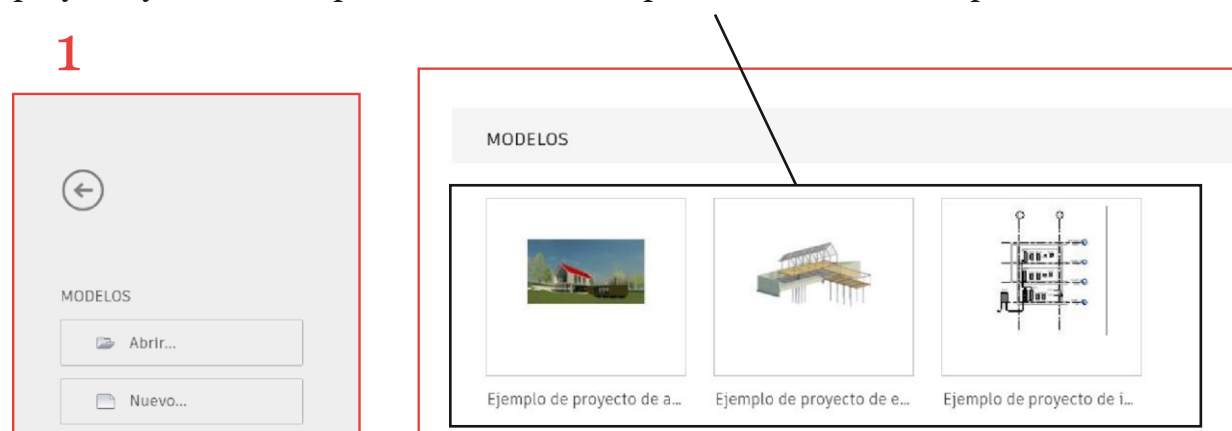 1
MODELOS
MODELOS
Abrir...
Nuevo...
Ejemplo de proyecto de a...
Ejemplo de proyecto de e...
Ejemplo de proyecto de i...